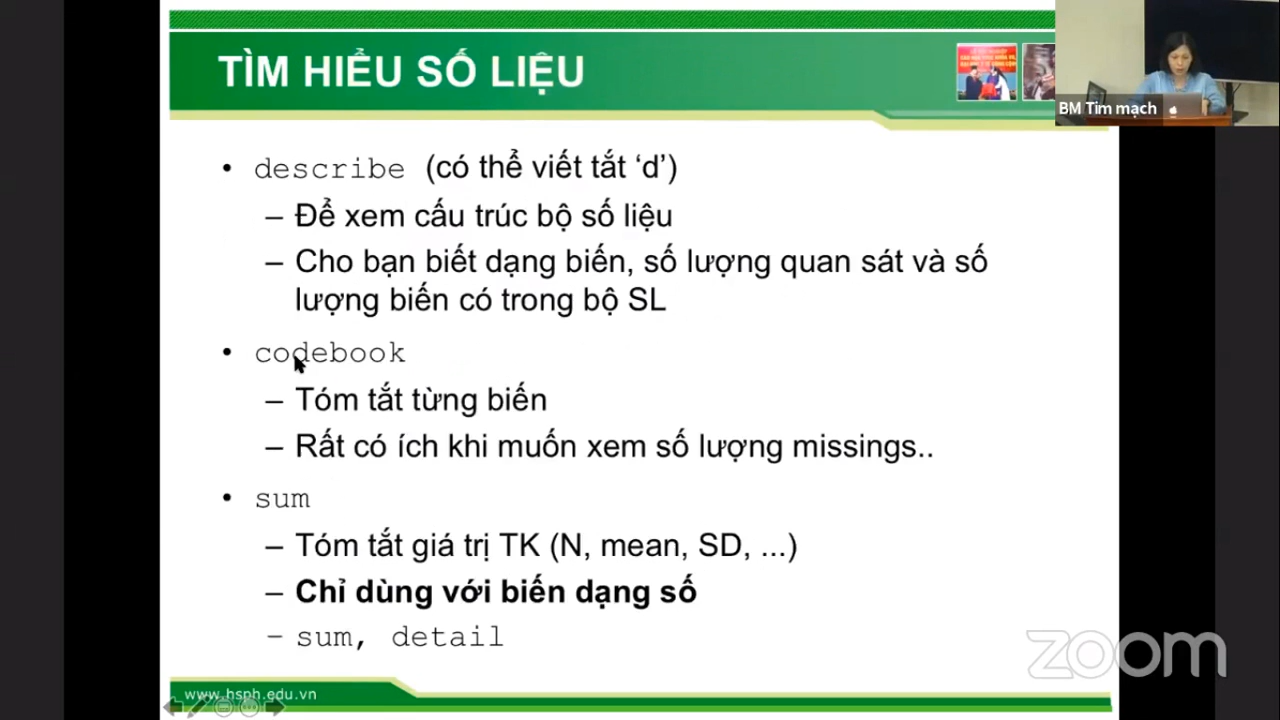 TÌM HIỂU SỐ LIỆU
BM Tim mạch
• describe (có thể viết tắt ‘d’)
– Để xem cấu trúc bộ số liệu
– Cho bạn biết dạng biến, số lượng quan sát và số
lượng biến có trong bộ SL
• codebook
– Tóm tắt từng biến
– Rất có ích khi muốn xem số lượng missings..
• sum
– Tóm tắt giá trị TK (N, mean, SD, ...)
– Chỉ dùng với biến dạng số
– sum, detail
zoom
www.hsph.edu.vn